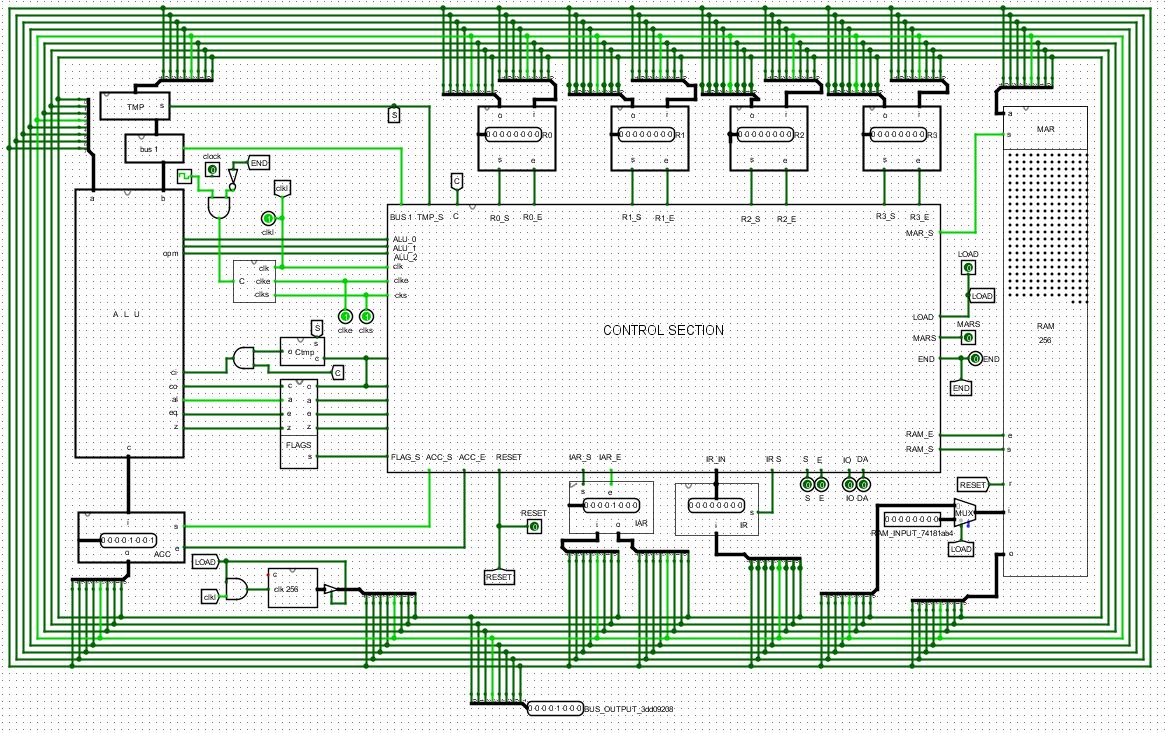 TMP s
S
o i
0 0 0 0 0 0 0 0 R0
s e
o i
0 0 0 0 0 0 0 0 R1
s e
o i
0 0 0 0 0 0 0 0 R2
s e
o i
0 0 0 0 0 0 0 0 R3
s e
a
MAR
s
bus 1
clock
END
clkl
C
a b
clkl
BUS 1 TMP_S C R0_S R0_E R1_S R1_E R2_S R2_E R3_S R3_E
MAR_S
opm
ALU_0
ALU_1
ALU_2
clk clk
C clke clke
clks cks
LOAD
LOAD
LOAD
A L U
clke clks
CONTROL SECTION
RAM
256
MARS
MARS
S
s
o Ctmp c
END END
END
ci
C
co c c
al a a
eq e e
z z z
FLAGS
s
c
FLAG_S ACC_S ACC_E RESET IAR_S IAR_E IR_IN IR S S E IO DA
S E IO DA
RAM_E e
RAM_S s
RESET r
i
s
0 0 0 0 1 0 0 1
o ACC
e
RESET
RESET
s e
0 0 0 0 1 0 0 0
i o IAR
0 0 0 0 0 0 0 0
s
i IR
0 0 0 0 0 0 0 0
MUX
i
RAM_INPUT_74181ab4
LOAD
o
LOAD
c
clk 256
clkl
0 0 0 0 1 0 0 0 BUS_OUTPUT_3dd09208